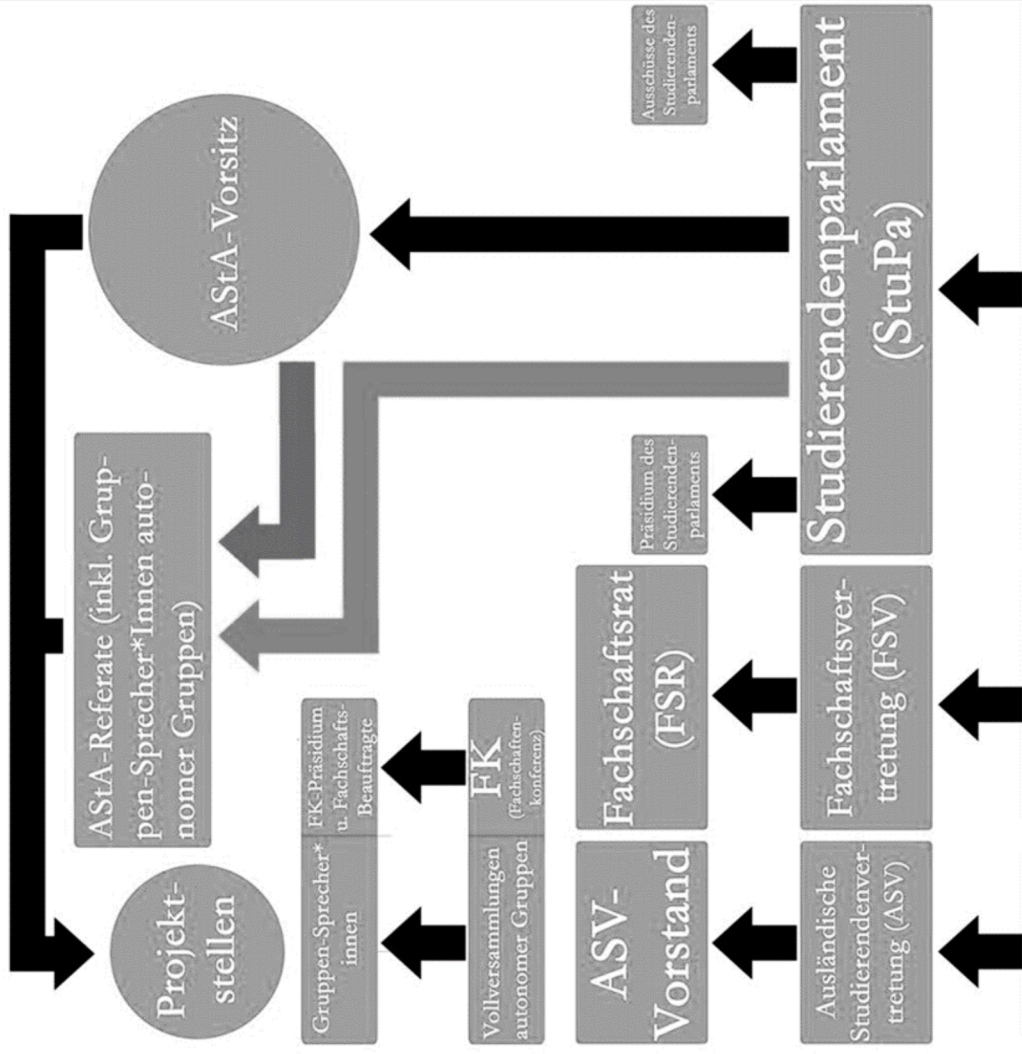 Projekt-
stellen
AStA-Referate (inkl. Grup-
pen-Sprecher*Innen auto-
nomer Gruppen)
AStA-Vorsitz
Gruppen-Sprecher*
innen
FK-Präsidium
u. Fachschafts-
Beauftragte
Vollversammlungen
autonomer Gruppen
FK
(Fachschaften-
konferenz)
ASV-
Vorstand
Fachschaftsrat
(FSR)
Präsidium des
Studierenden-
parlaments
Ausschüsse des
Studierenden-
parlaments
Ausländische
Studierendenver-
tretung (ASV)
Fachschaftsver-
tretung (FSV)
Studierendenparlament
(StuPa)